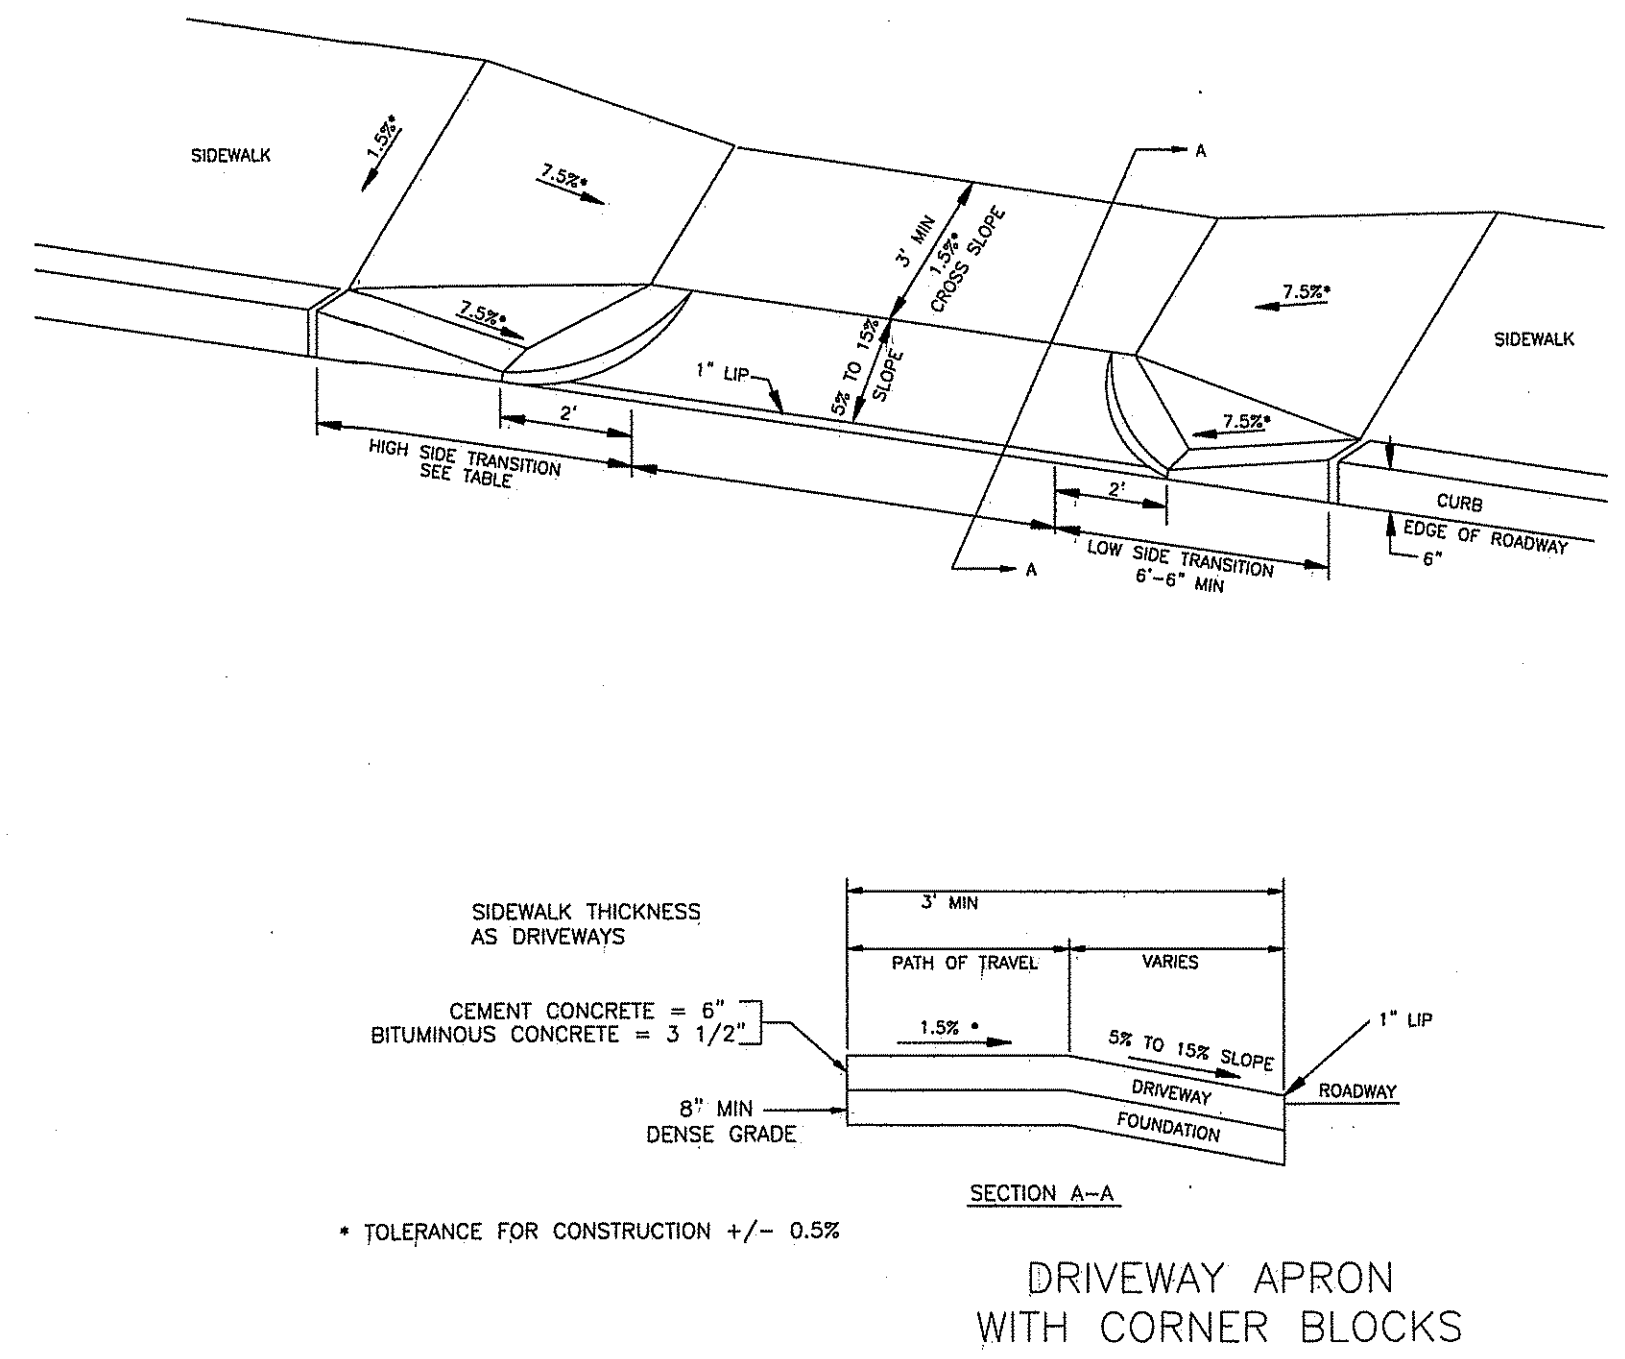 A
SIDEWALK
1.5%*
7.5%*
3' MIN
1.5%*
CROSS SLOPE
7.5%*
7.5%*
SIDEWALK
1" LIP
5% TO 15%
SLOPE
2'
7.5%*
HIGH SIDE TRANSITION
SEE TABLE
2'
CURB
EDGE OF ROADWAY
6"
LOW SIDE TRANSITION
6'-6" MIN
A
3' MIN
SIDEWALK THICKNESS
AS DRIVEWAYS
PATH OF TRAVEL
VARIES
CEMENT CONCRETE = 6"
BITUMINOUS CONCRETE = 3 1/2"
1.5% *
5% TO 15% SLOPE
1" LIP
DRIVEWAY
ROADWAY
8" MIN
DENSE GRADE
FOUNDATION
SECTION A-A
* TOLERANCE FOR CONSTRUCTION +/- 0.5%
DRIVEWAY APRON
WITH CORNER BLOCKS